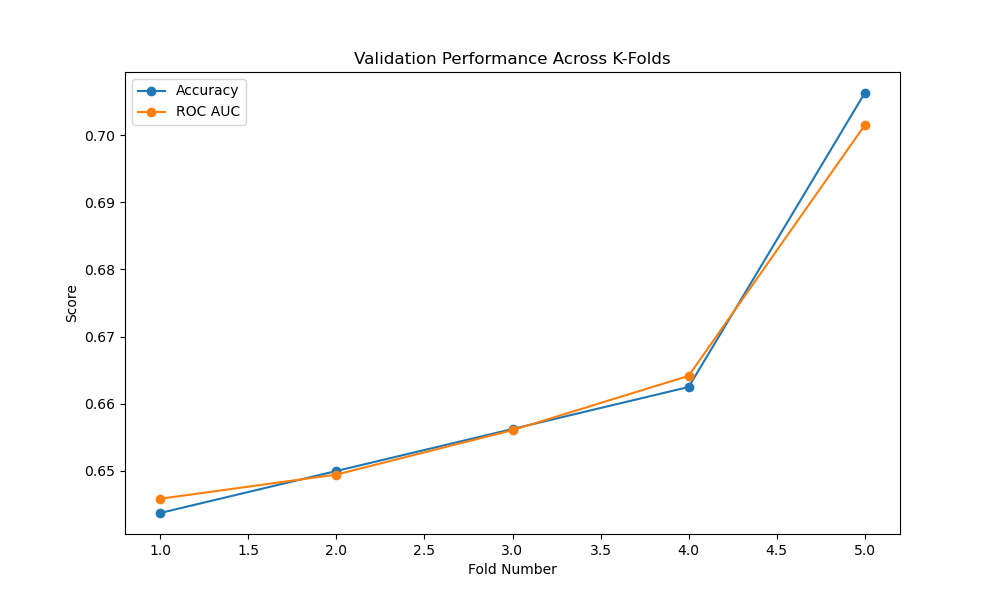 Validation Performance Across K-Folds
Accuracy
ROC AUC
0.70
0.69
0.68
0.67
0.66
0.65
Score
1.0 1.5 2.0 2.5 3.0 3.5 4.0 4.5 5.0
Fold Number